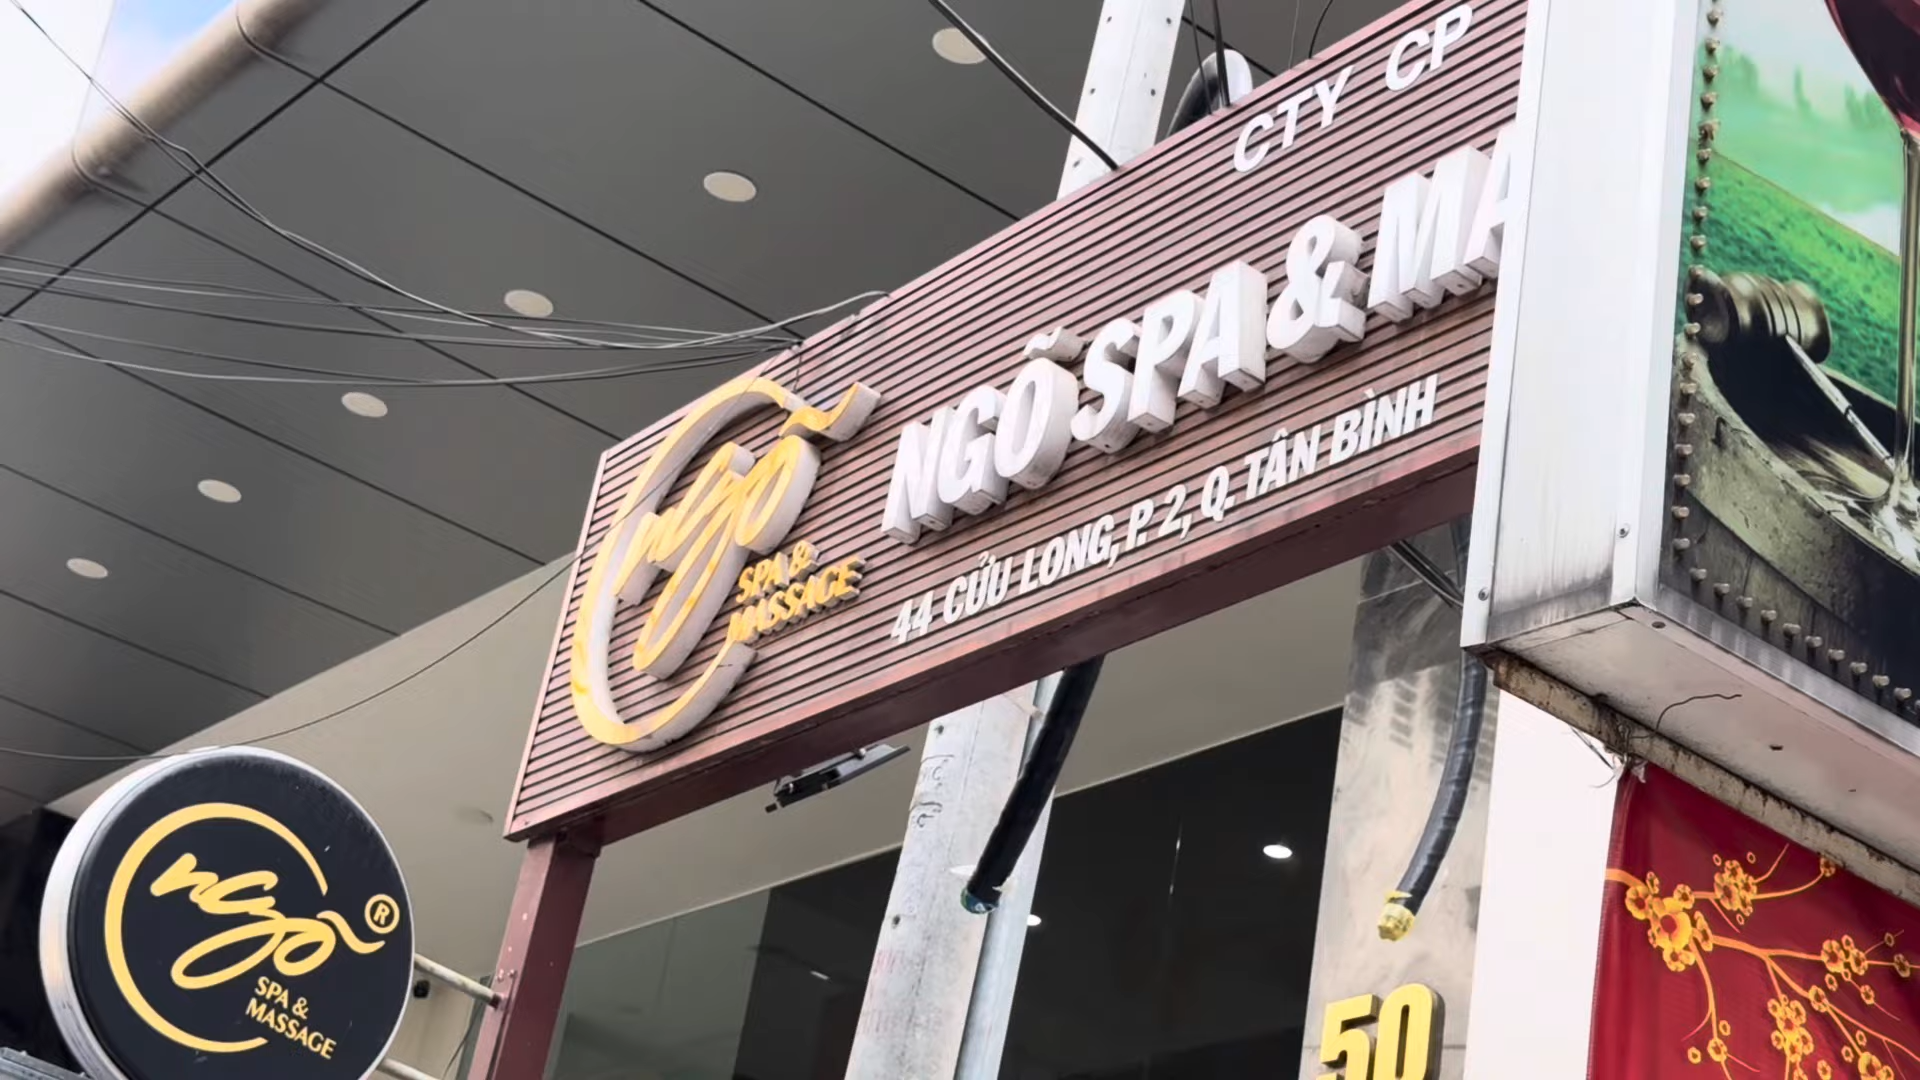 CTY CP
NGÕ SPA & MA
44 CỬU LONG, P. 2, Q. TÂN BÌNH
ngõ
SPA &
MASSAGE
ngõ ®
SPA &
MASSAGE
50